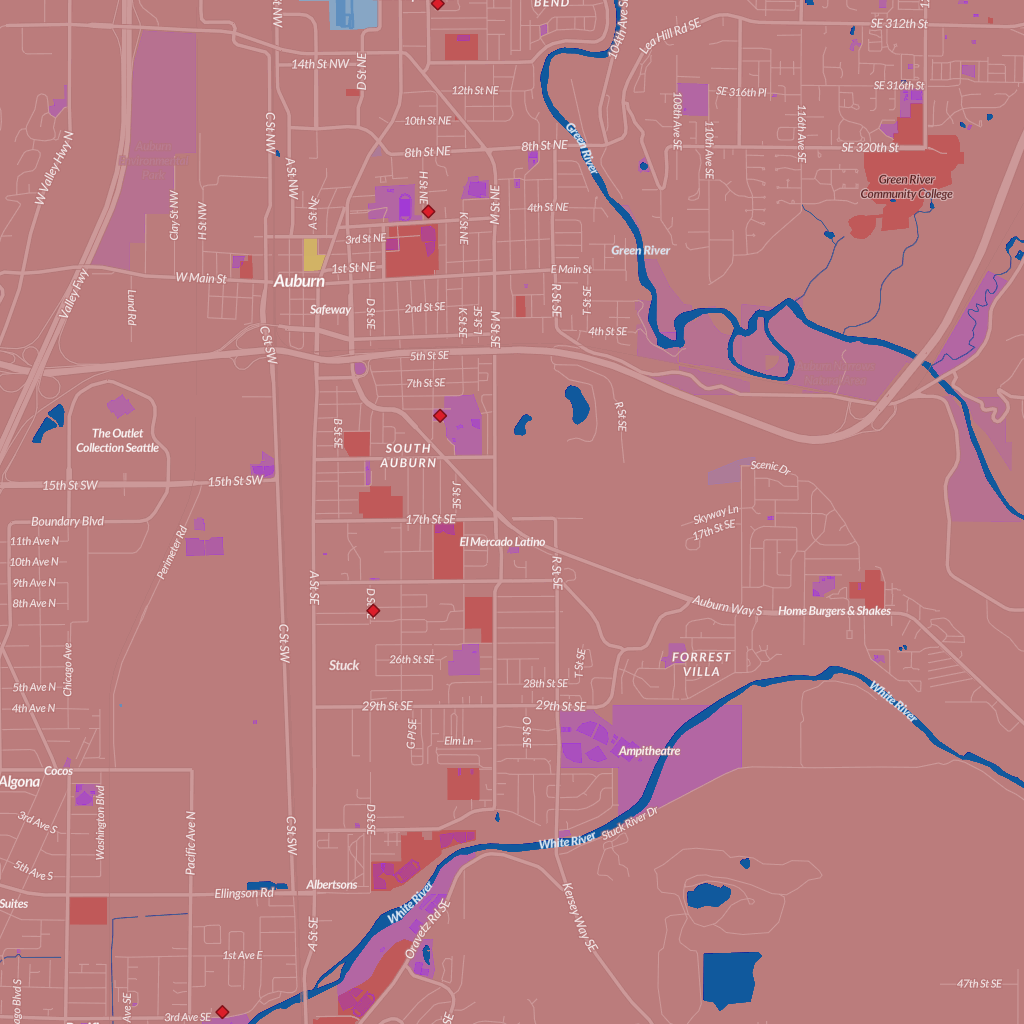 BEND
SE 312th St
104th Ave SE
Lea Hill Rd SE
14th St NW
D St NE
12th St NE
SE 316th Pl
SE 316th St
108th Ave SE
110th Ave SE
116th Ave SE
10th St NE
C St NW
8th St NE
8th St NE
Green River
SE 320th St
W Valley Hwy N
Auburn
Environmental
Park
A St NW
H St NE
M St NE
Green River
Community College
Clay St NW
H St NW
A St NE
K St NE
4th St NE
3rd St NE
Green River
Valley Fwy
W Main St
Auburn
1st St NE
E Main St
Lund Rd
Safeway
D St SE
2nd St SE
K St SE
M St SE
R St SE
T St SE
4th St SE
C St SW
5th St SE
7th St SE
R St SE
The Outlet
Collection Seattle
B St SE
SOUTH
AUBURN
15th St SW
15th St SW
Scenic Dr
J St SE
Boundary Blvd
17th St SE
Skyway Ln
17th St SE
11th Ave N
10th Ave N
9th Ave N
8th Ave N
Perimeter Rd
El Mercado Latino
A St SE
D St SE
R St SE
Auburn Way S
Home Burgers & Shakes
C St SW
Chicago Ave
Stuck
26th St SE
T St SE
FORREST
VILLA
5th Ave N
4th Ave N
28th St SE
29th St SE
29th St SE
White River
G Pl SE
Elm Ln
O St SE
Ampitheatre
Cocos
Algona
3rd Ave S
Washington Blvd
Pacific Ave N
C St SW
D St SE
White River
Stuck River Dr
5th Ave S
Ellingson Rd
Albertsons
White River
Suites
A St SE
Oravetz Rd SE
Kersey Way SE
1st Ave E
47th St SE
3rd Ave SE